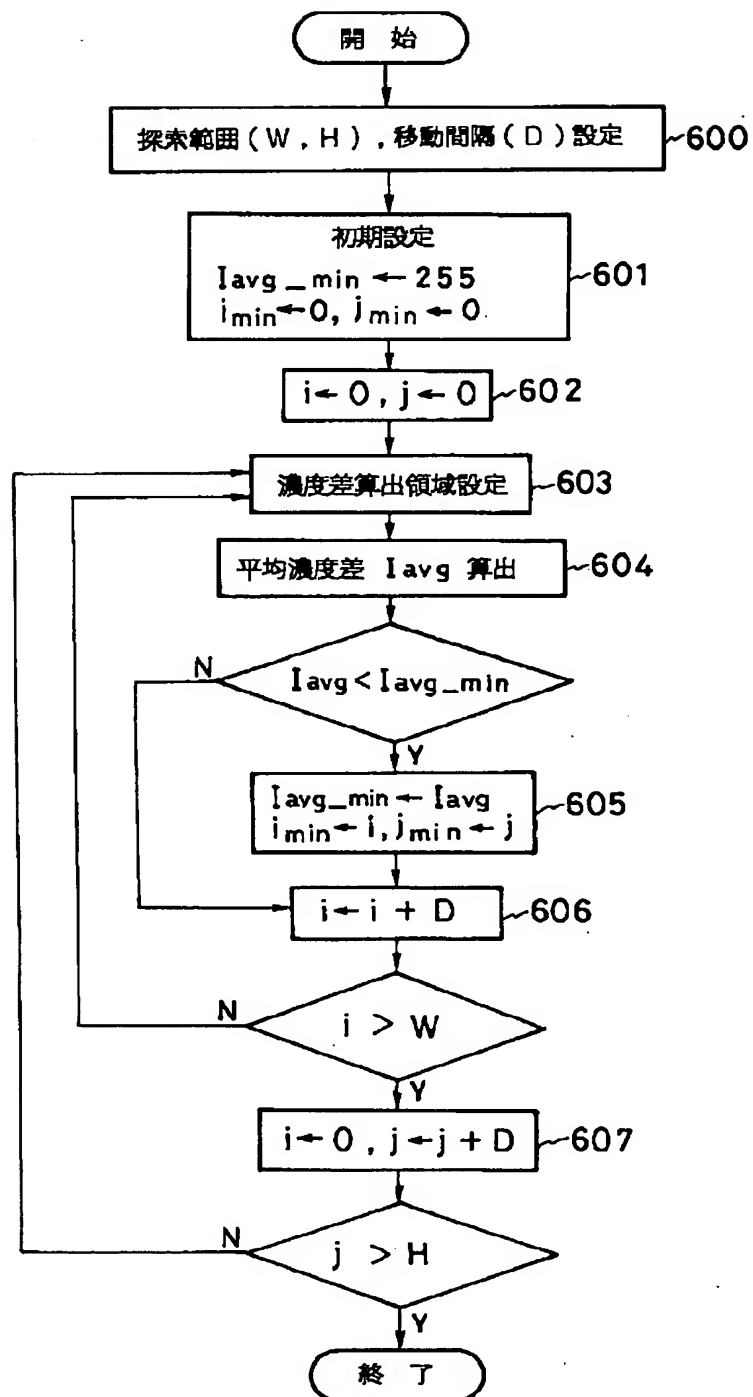 開 始
探索範囲(W,H),移動間隔(D)設定 600
初期設定
Iavg_min ← 255
imin←0, jmin ← 0
601
i← 0, j ← 0 602
濃度差算出領域設定 603
平均濃度差 Iavg 算出 604
Iavg<Iavg_min
N
Y
Iavg_min ← Iavg
imin ← i, jmin ← j
605
i ← i + D 606
N
i > W
Y
i ← 0, j ← j + D 607
N
j > H
Y
終 了